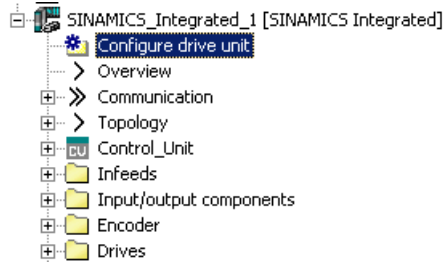 SINAMICS_Integrated_1 [SINAMICS Integrated]
Configure drive unit
Overview
Communication
Topology
CU Control_Unit
Infeeds
Input/output components
Encoder
Drives